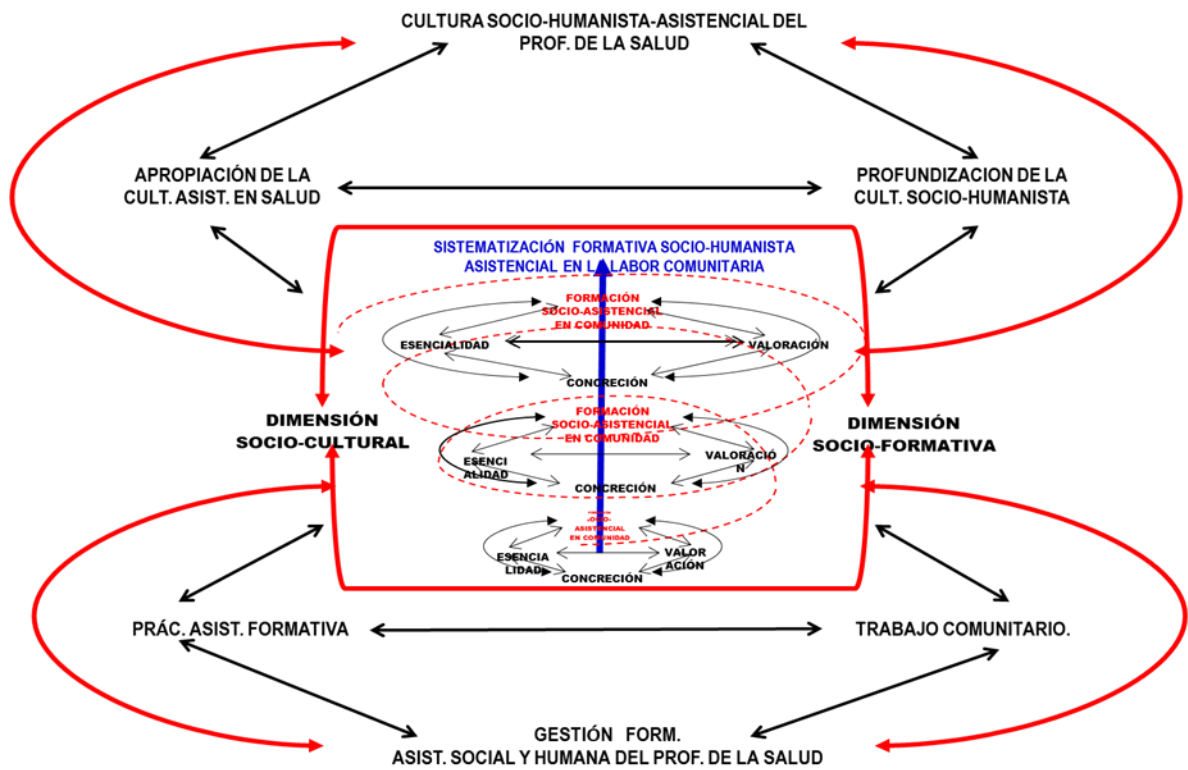 CULTURA SOCIO-HUMANISTA-ASISTENCIAL DEL
PROF. DE LA SALUD
APROPIACIÓN DE LA
CULT. ASIST. EN SALUD
PROFUNDIZACION DE LA
CULT. SOCIO-HUMANISTA
SISTEMATIZACIÓN FORMATIVA SOCIO-HUMANISTA
ASISTENCIAL EN LA LABOR COMUNITARIA
FORMACIÓN
SOCIO-ASISTENCIAL
EN COMUNIDAD
ESENCIALIDAD
VALORACIÓN
CONCRECIÓN
DIMENSIÓN
SOCIO-CULTURAL
DIMENSIÓN
SOCIO-FORMATIVA
FORMACIÓN
SOCIO-ASISTENCIAL
EN COMUNIDAD
ESENCI
ALIDAD
VALORACIÓ
N
CONCRECIÓN
ASISTENCIAL
EN COMUNIDAD
ESENCIA
LIDAD
VALOR
ACIÓN
CONCRECIÓN
PRÁC. ASIST. FORMATIVA
TRABAJO COMUNITARIO.
GESTIÓN FORM.
ASIST. SOCIAL Y HUMANA DEL PROF. DE LA SALUD